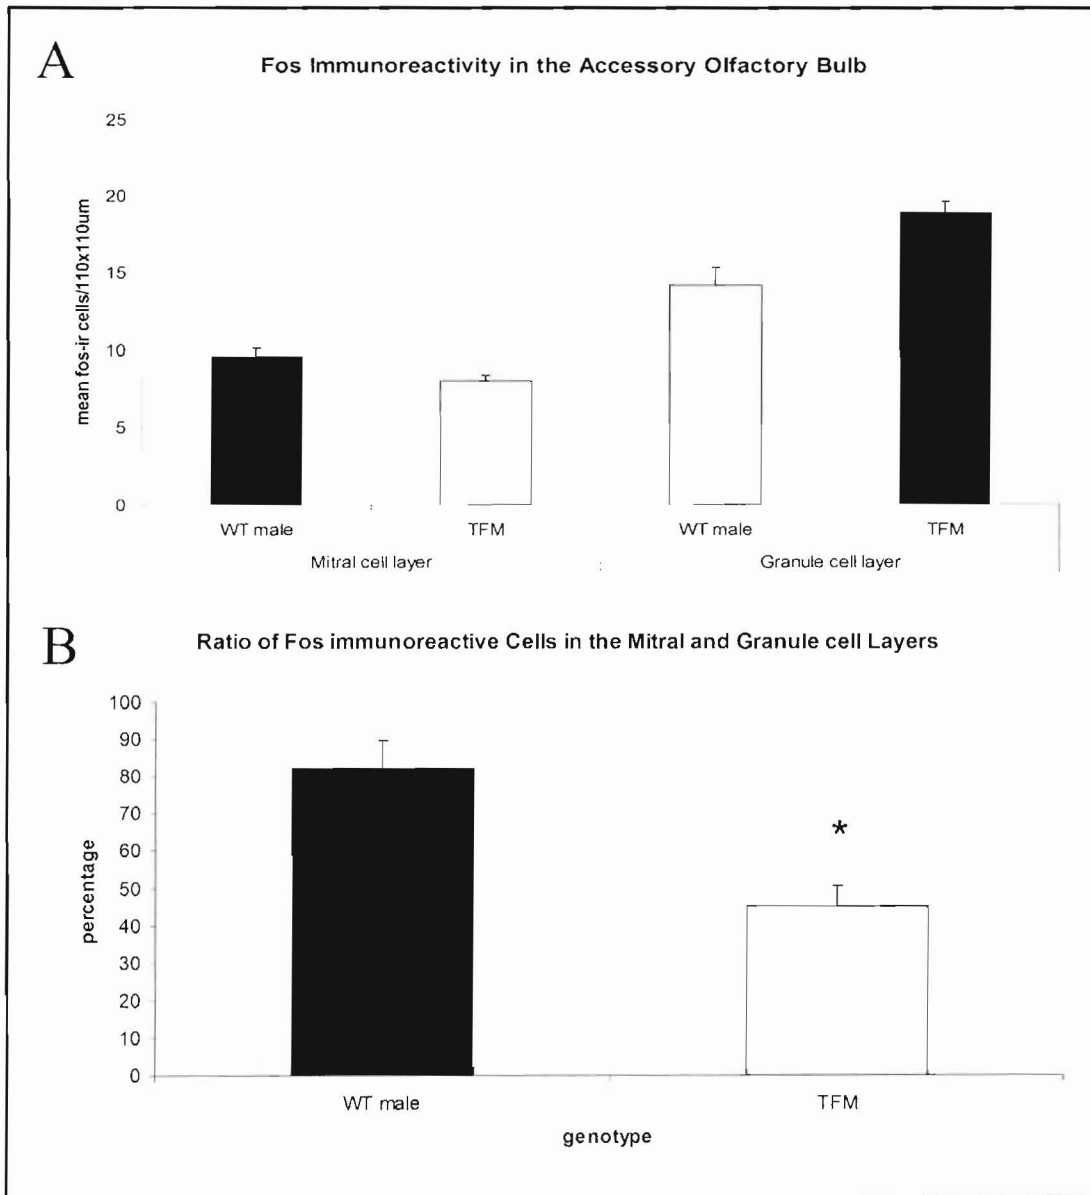 A
Fos Immunoreactivity in the Accessory Olfactory Bulb
mean fos-ir cells/110x110um
25
20
15
10
5
0
WT male
TFM
WT male
TFM
Mitral cell layer
Granule cell layer
B
Ratio of Fos immunoreactive Cells in the Mitral and Granule cell Layers
percentage
100
90
80
70
60
50
40
30
20
10
0
*
WT male
TFM
genotype